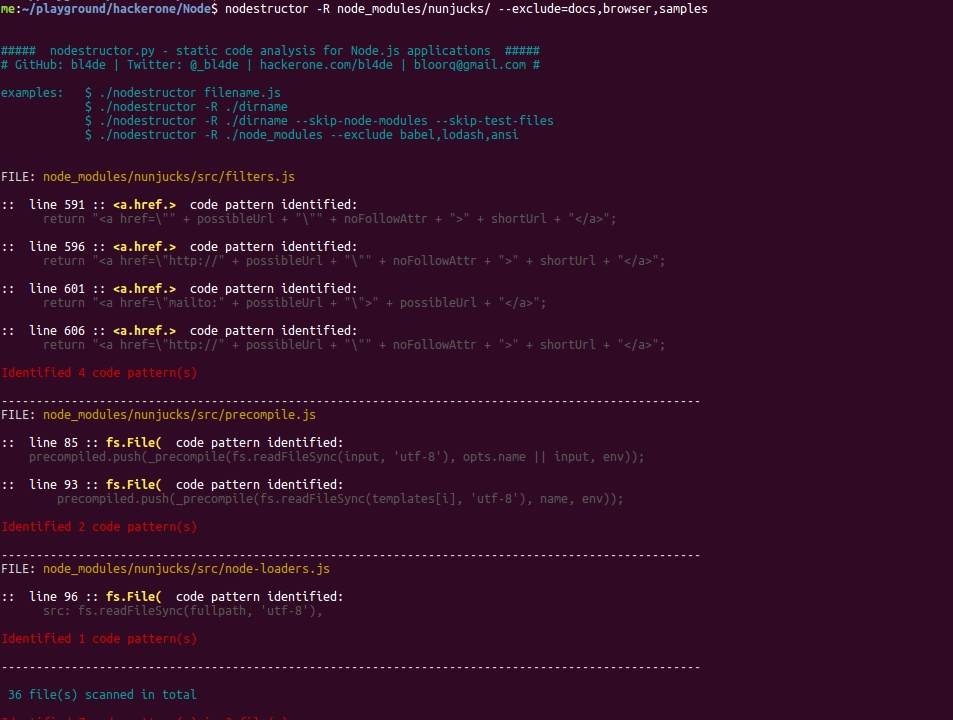 me:~/playground/hackerone/Node$ nodestructor -R node_modules/nunjucks/ --exclude=docs,browser,samples
#####  nodestructor.py - static code analysis for Node.js applications  #####
# GitHub: bl4de | Twitter: @_bl4de | hackerone.com/bl4de | bloorq@gmail.com #
examples:   $ ./nodestructor filename.js
            $ ./nodestructor -R ./dirname
            $ ./nodestructor -R ./dirname --skip-node-modules --skip-test-files
            $ ./nodestructor -R ./node_modules --exclude babel,lodash,ansi
FILE: node_modules/nunjucks/src/filters.js
::  line 591 :: <a.href.>  code pattern identified:
      return "<a href=\"" + possibleUrl + "\"" + noFollowAttr + ">" + shortUrl + "</a>";
::  line 596 :: <a.href.>  code pattern identified:
      return "<a href=\"http://" + possibleUrl + "\"" + noFollowAttr + ">" + shortUrl + "</a>";
::  line 601 :: <a.href.>  code pattern identified:
      return "<a href=\"mailto:" + possibleUrl + "\">" + possibleUrl + "</a>";
::  line 606 :: <a.href.>  code pattern identified:
      return "<a href=\"http://" + possibleUrl + "\"" + noFollowAttr + ">" + shortUrl + "</a>";
Identified 4 code pattern(s)
----------------------------------------------------------------------------------------------------
FILE: node_modules/nunjucks/src/precompile.js
::  line 85 :: fs.File(  code pattern identified:
    precompiled.push(_precompile(fs.readFileSync(input, 'utf-8'), opts.name || input, env));
::  line 93 :: fs.File(  code pattern identified:
        precompiled.push(_precompile(fs.readFileSync(templates[i], 'utf-8'), name, env));
Identified 2 code pattern(s)
----------------------------------------------------------------------------------------------------
FILE: node_modules/nunjucks/src/node-loaders.js
::  line 96 :: fs.File(  code pattern identified:
      src: fs.readFileSync(fullpath, 'utf-8'),
Identified 1 code pattern(s)
----------------------------------------------------------------------------------------------------
 36 file(s) scanned in total